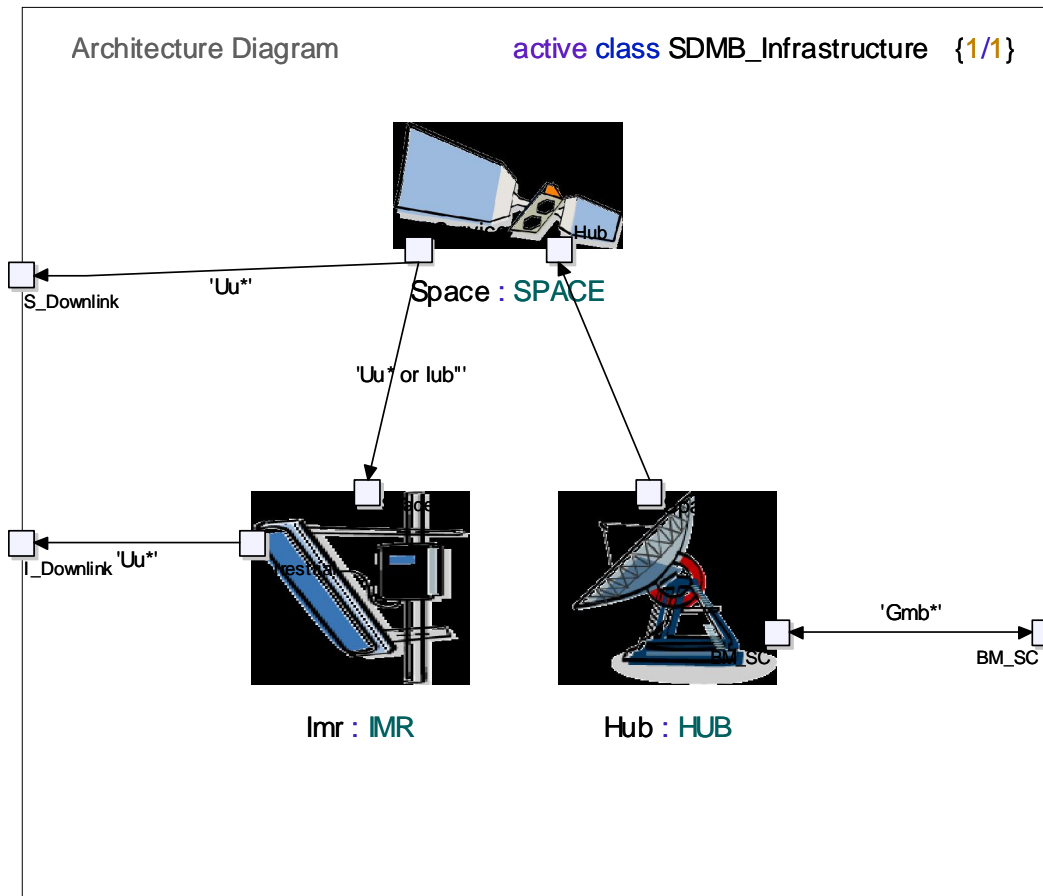 Architecture Diagram
active class SDMB_Infrastructure {1/1}
Hub
'Uu*'
S_Downlink
Space : SPACE
'Uu* or Iub"'
I_Downlink
'Uu*'
'Gmb*'
BM_SC
BM_SC
Imr : IMR
Hub : HUB